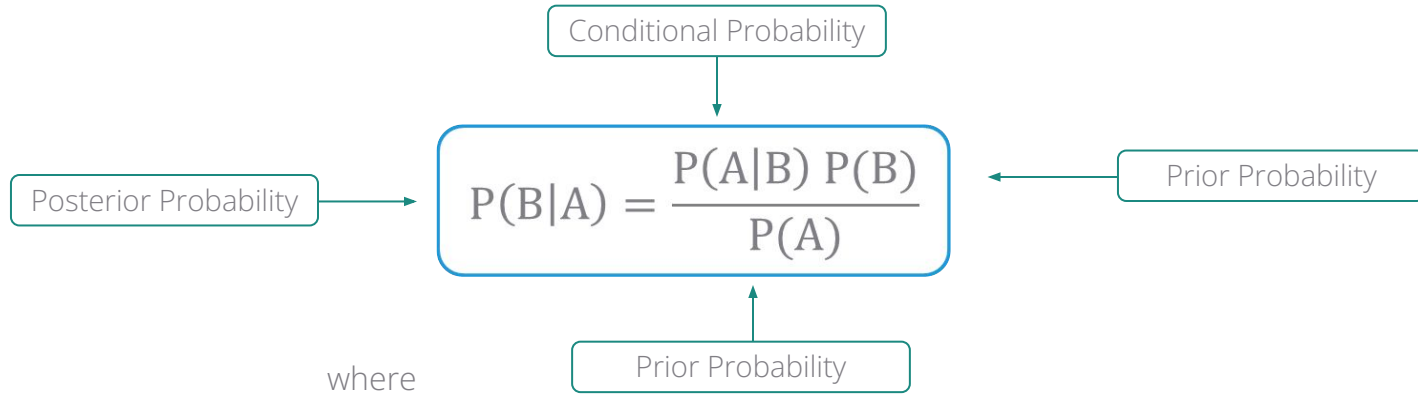 Conditional Probability
Posterior Probability
P(B|A) = P(A|B) P(B)
P(A)
Prior Probability
Prior Probability
where